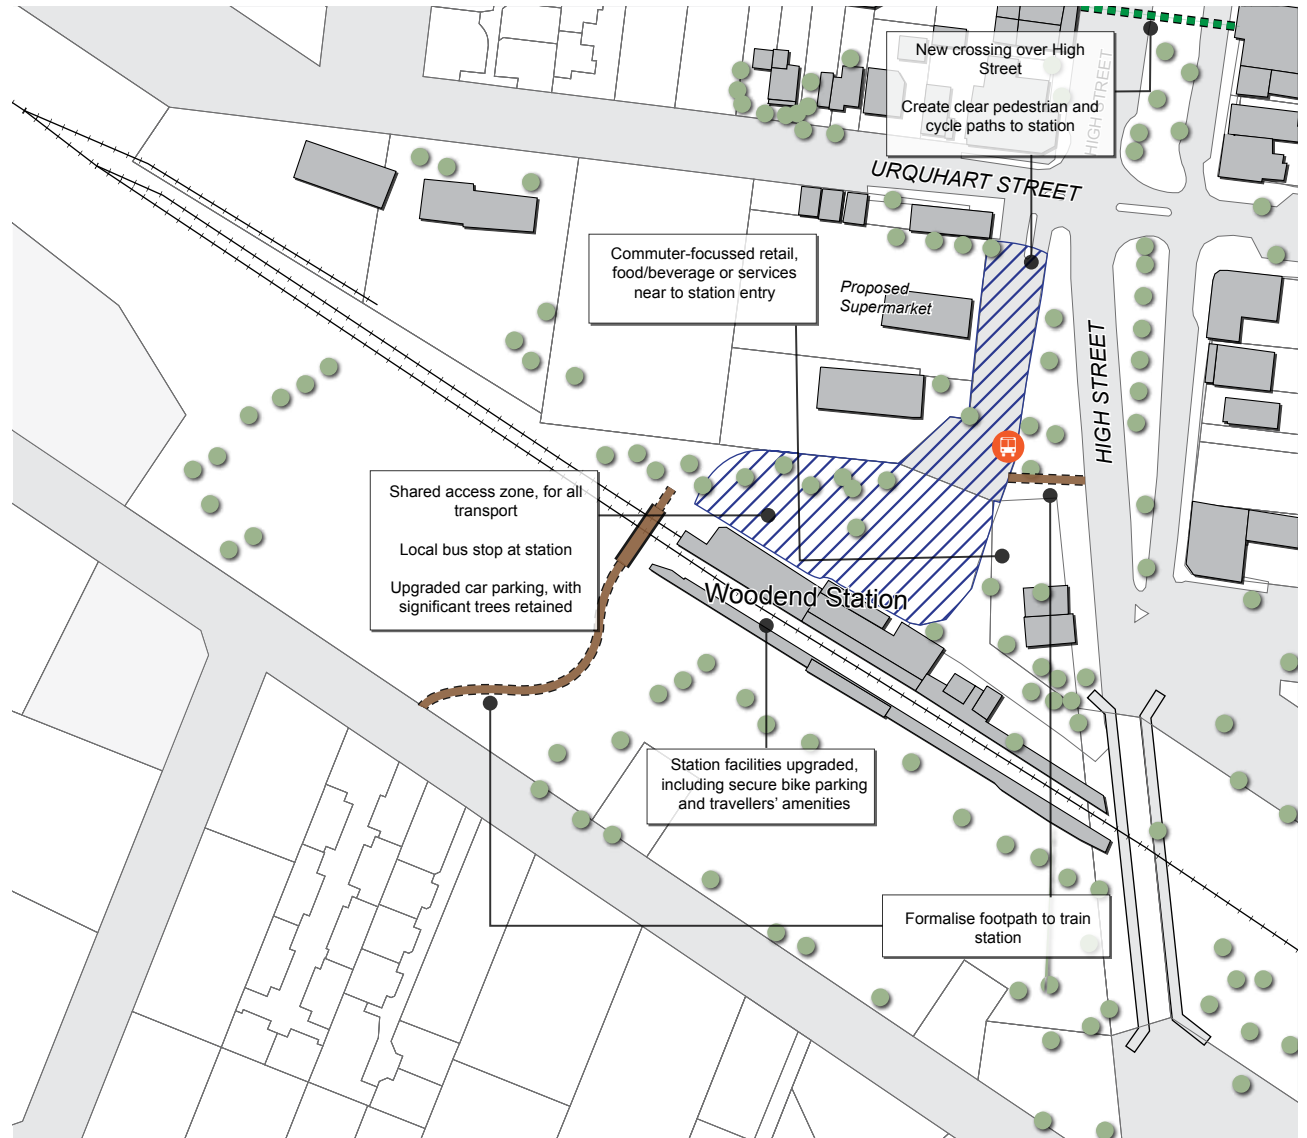 New crossing over High
Street
Create clear pedestrian and
cycle paths to station
HIGH STREET
URQUHART STREET
Commuter-focussed retail,
food/beverage or services
near to station entry
Proposed
Supermarket
HIGH STREET
Shared access zone, for all
transport
Local bus stop at station
Upgraded car parking, with
significant trees retained
Woodend Station
Station facilities upgraded,
including secure bike parking
and travellers' amenities
Formalise footpath to train
station